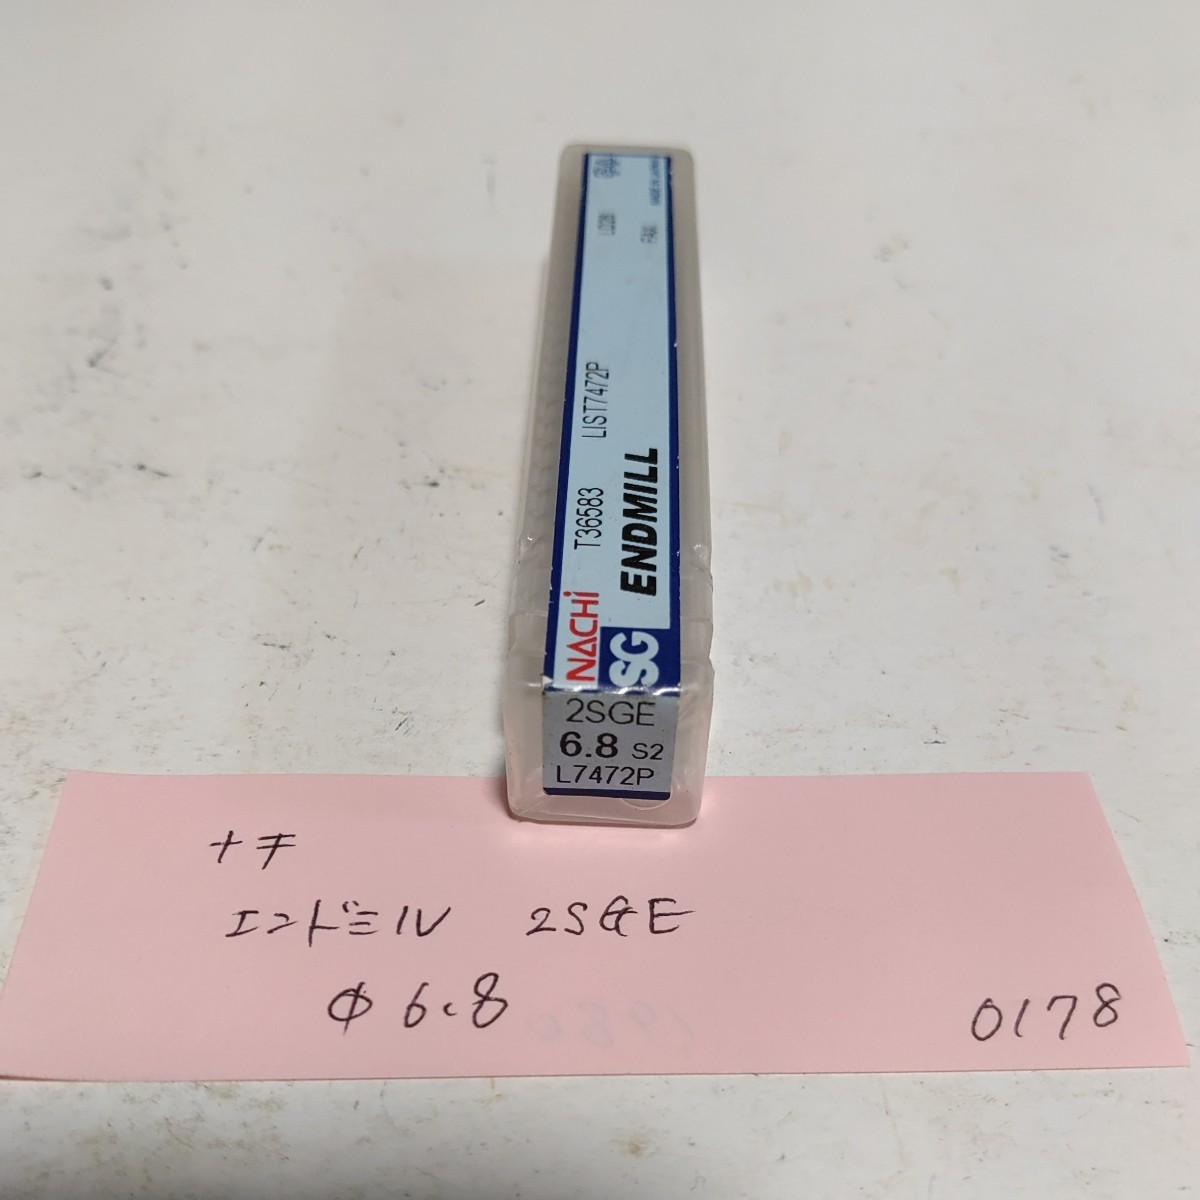 NACHi T36583 LIST7472P
SG ENDMILL
2SGE
6.8 S2
L7472P
ナチ
エンドミル 2SGE
φ6.8
0178